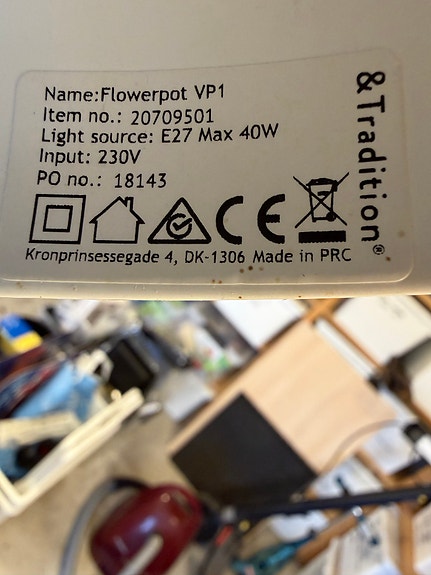 Name:Flowerpot VP1
Item no.: 20709501
Light source: E27 Max 40W
Input: 230V
PO no.: 18143
CE
Kronprinsessegade 4, DK-1306 Made in PRC
&Tradition®